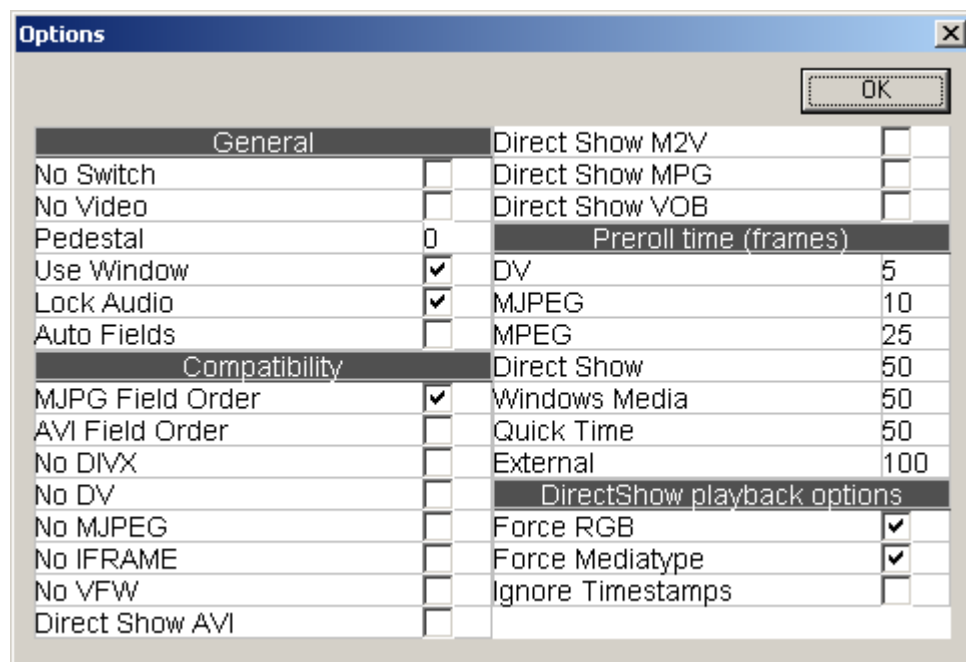 Options
OK
General
No Switch
No Video
Pedestal 0
Use Window
Lock Audio
Auto Fields
Compatibility
MJPG Field Order
AVI Field Order
No DIVX
No DV
No MJPEG
No IFRAME
No VFW
Direct Show AVI
Direct Show M2V
Direct Show MPG
Direct Show VOB
Preroll time (frames)
DV 5
MJPEG 10
MPEG 25
Direct Show 50
Windows Media 50
Quick Time 50
External 100
DirectShow playback options
Force RGB
Force Mediatype
Ignore Timestamps